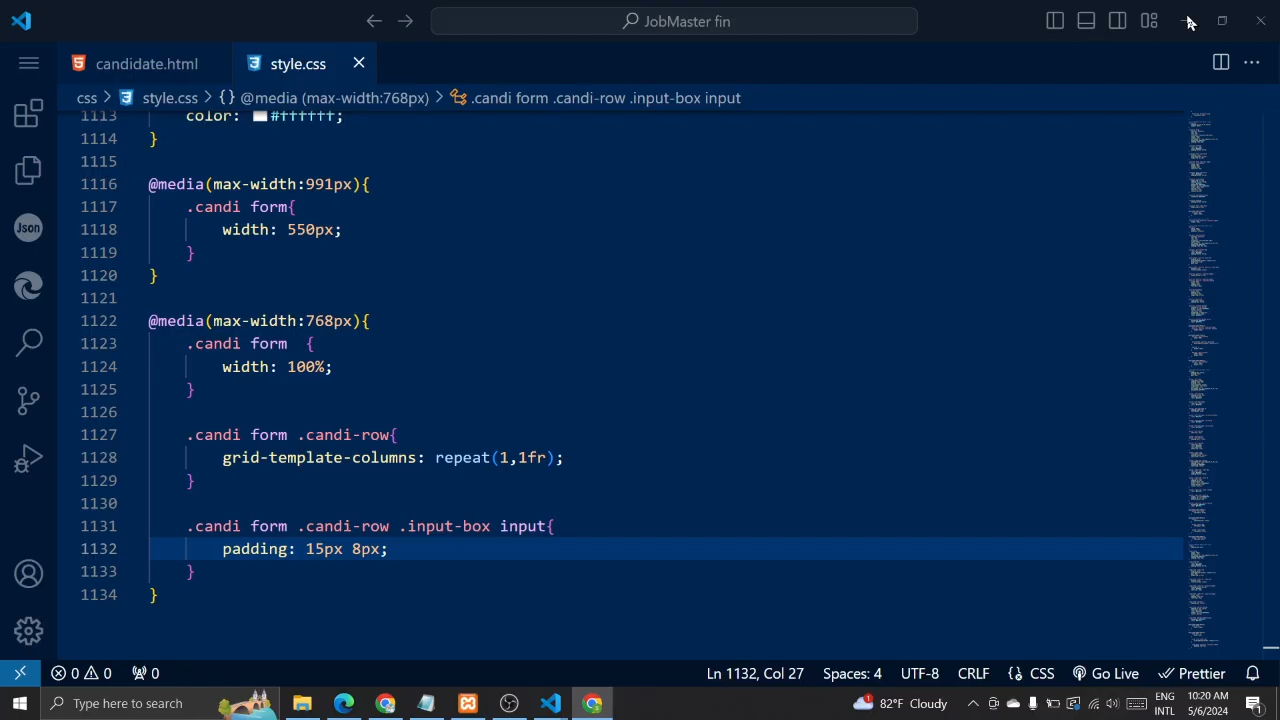 JobMaster fin
candidate.html
style.css
css > style.css > {} @media (max-width:768px) > .candi form .candi-row .input-box input
1113 color: #ffffff;
1114 }
1115
1116 @media(max-width:991px){
1117 .candi form{
1118 width: 550px;
1119 }
1120 }
1121
1122 @media(max-width:768px){
1123 .candi form  {
1124 width: 100%;
1125 }
1126
1127 .candi form .candi-row{
1128 grid-template-columns: repeat(1,1fr);
1129 }
1130
1131 .candi form .candi-row .input-box input{
1132 padding: 15px 8px;
1133 }
1134 }
Json
0 0 0 Ln 1132, Col 27 Spaces: 4 UTF-8 CRLF {} CSS Go Live Prettier
Type here to search
1 82°F Cloudy
ENG
INTL
10:20 AM
5/6/2024
1